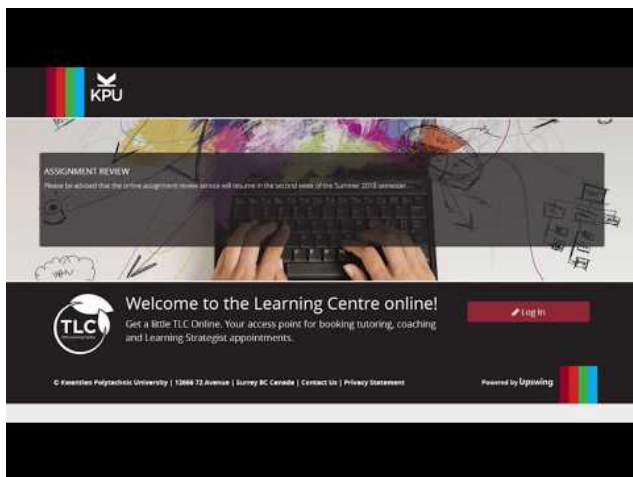 KPU
ASSIGNMENT REVIEW
Please be advised that the online assignment review service will resume in the second week of the Summer 2018 semester...
TLC
Welcome to the Learning Centre online!
Log In
Get a little TLC Online. Your access point for booking tutoring, coaching
and Learning Strategist appointments.
© Kwantlen Polytechnic University | 12666 72 Avenue | Surrey BC Canada | Contact Us | Privacy Statement
Powered by Upswing